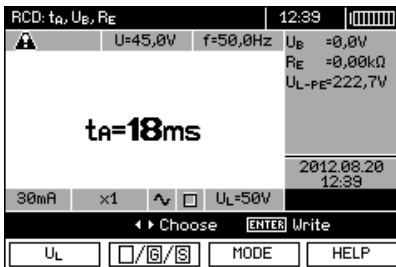 RCD: tA, UB, RE 12:39
U=45,0V f=50,0Hz UB =0,0V
RE =0,00kΩ
UL-PE=222,7V
tA=18ms
2012.08.20
12:39
30mA x1 UL=50V
Choose ENTER Write
UL □/G/S MODE HELP